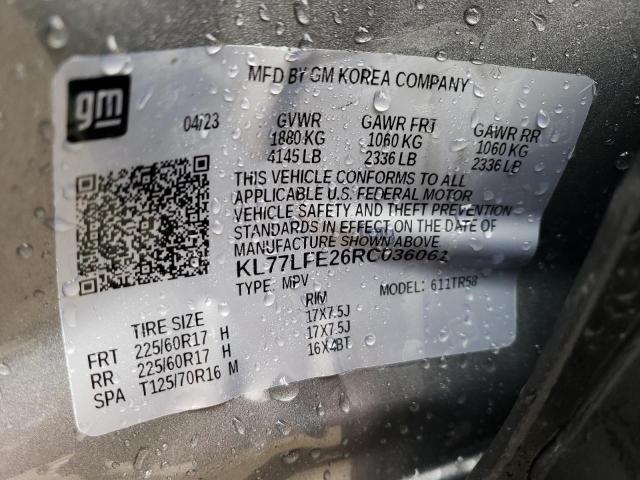 MFD BY GM KOREA COMPANY
gm
04/23 GVWR GAWR FRT GAWR RR
1880 KG 1060 KG 1060 KG
4145 LB 2336 LB 2336 LB
THIS VEHICLE CONFORMS TO ALL
APPLICABLE U.S. FEDERAL MOTOR
VEHICLE SAFETY AND THEFT PREVENTION
STANDARDS IN EFFECT ON THE DATE OF
MANUFACTURE SHOWN ABOVE
KL77LFE26RC036061
TYPE: MPV MODEL: 611TR58
TIRE SIZE RIM
FRT 225/60R17 H 17X7.5J
RR 225/60R17 H 17X7.5J
SPA T125/70R16 M 16X4BT